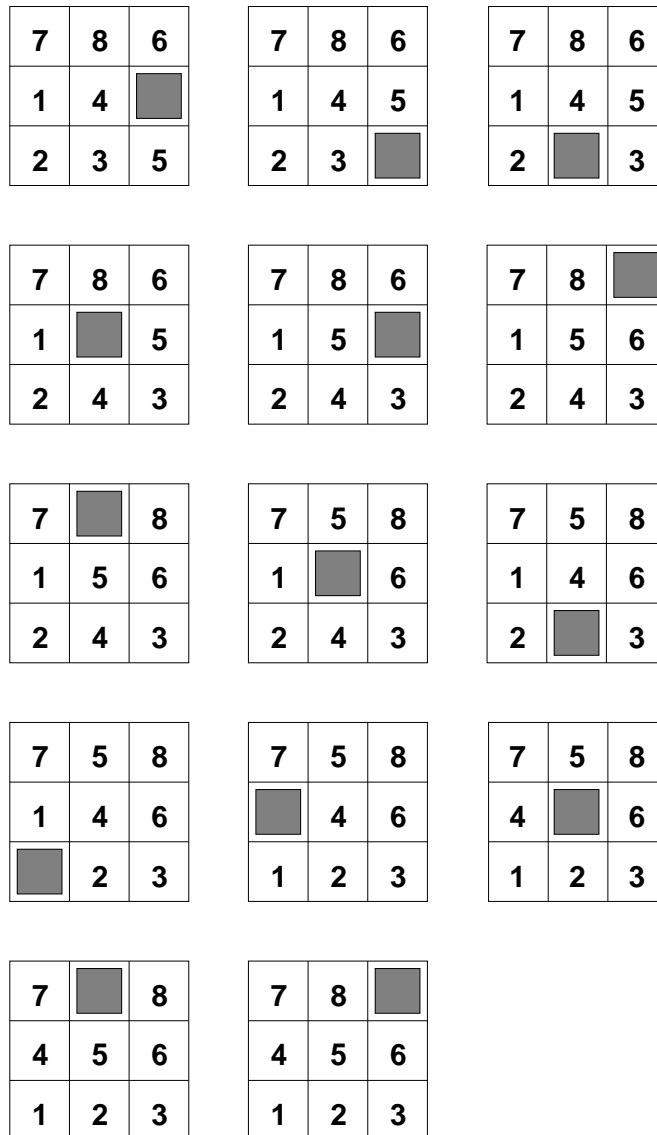 7 8 6 7 8 6 7 8 6
1 4 1 4 5 1 4 5
2 3 5 2 3 2 3
7 8 6 7 8 6 7 8
1 5 1 5 1 5 6
2 4 3 2 4 3 2 4 3
7 8 7 5 8 7 5 8
1 5 6 1 6 1 4 6
2 4 3 2 4 3 2 3
7 5 8 7 5 8 7 5 8
1 4 6 4 6 4 6
2 3 1 2 3 1 2 3
7 8 7 8
4 5 6 4 5 6
1 2 3 1 2 3